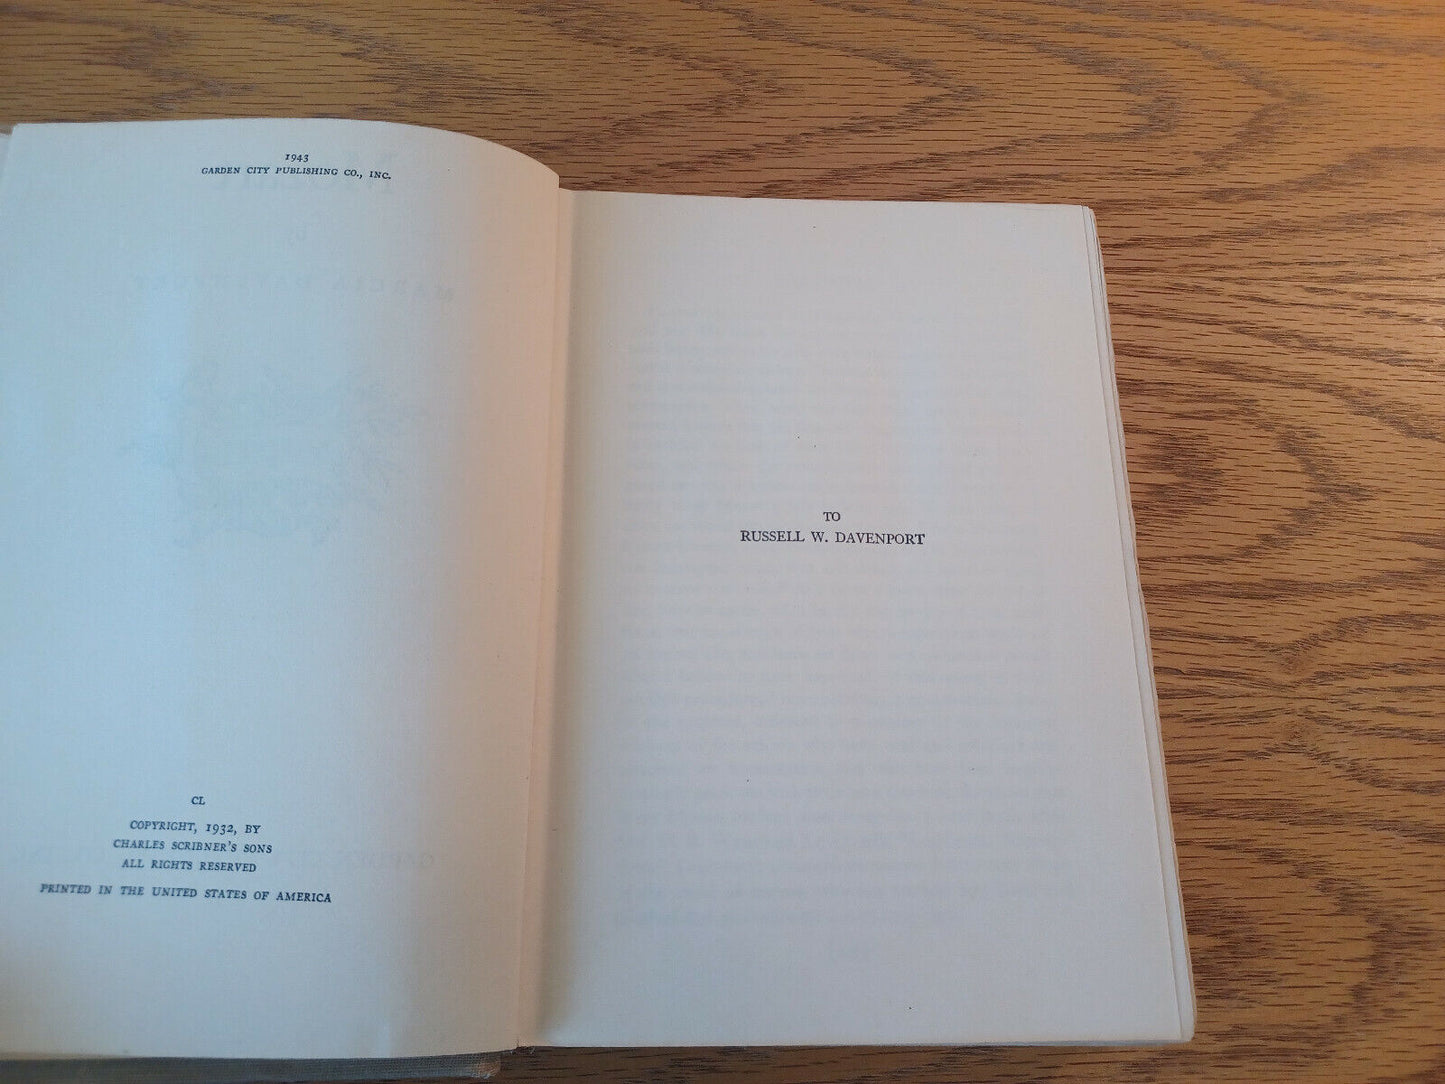 1943
GARDEN CITY PUBLISHING CO., INC.
CL
COPYRIGHT, 1932, BY
CHARLES SCRIBNER'S SONS
ALL RIGHTS RESERVED
PRINTED IN THE UNITED STATES OF AMERICA
TO
RUSSELL W. DAVENPORT